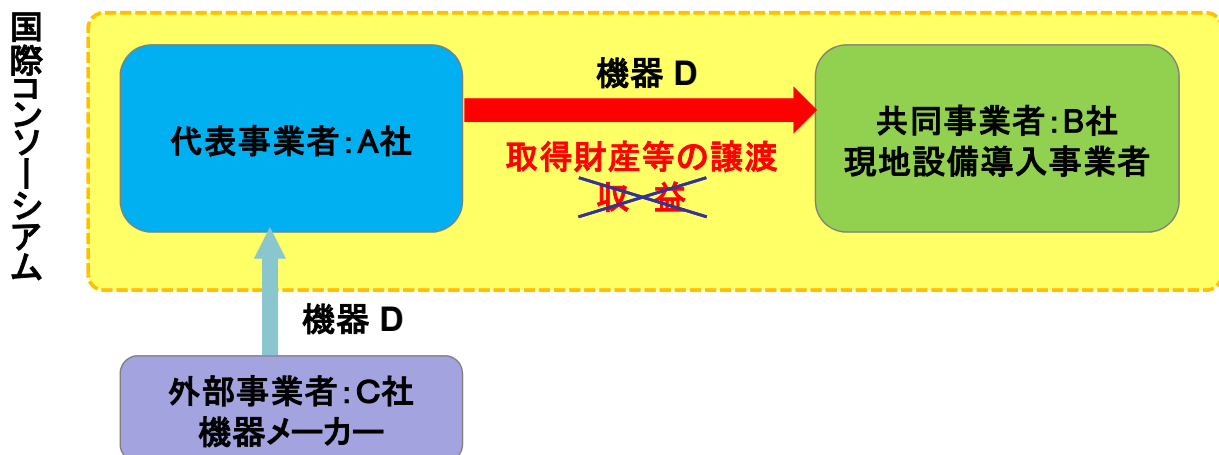 国際コンソーシアム
機器 D
代表事業者：A社
共同事業者：B社
現地設備導入事業者
取得財産等の譲渡
収　益
機器 D
外部事業者：C社
機器メーカー